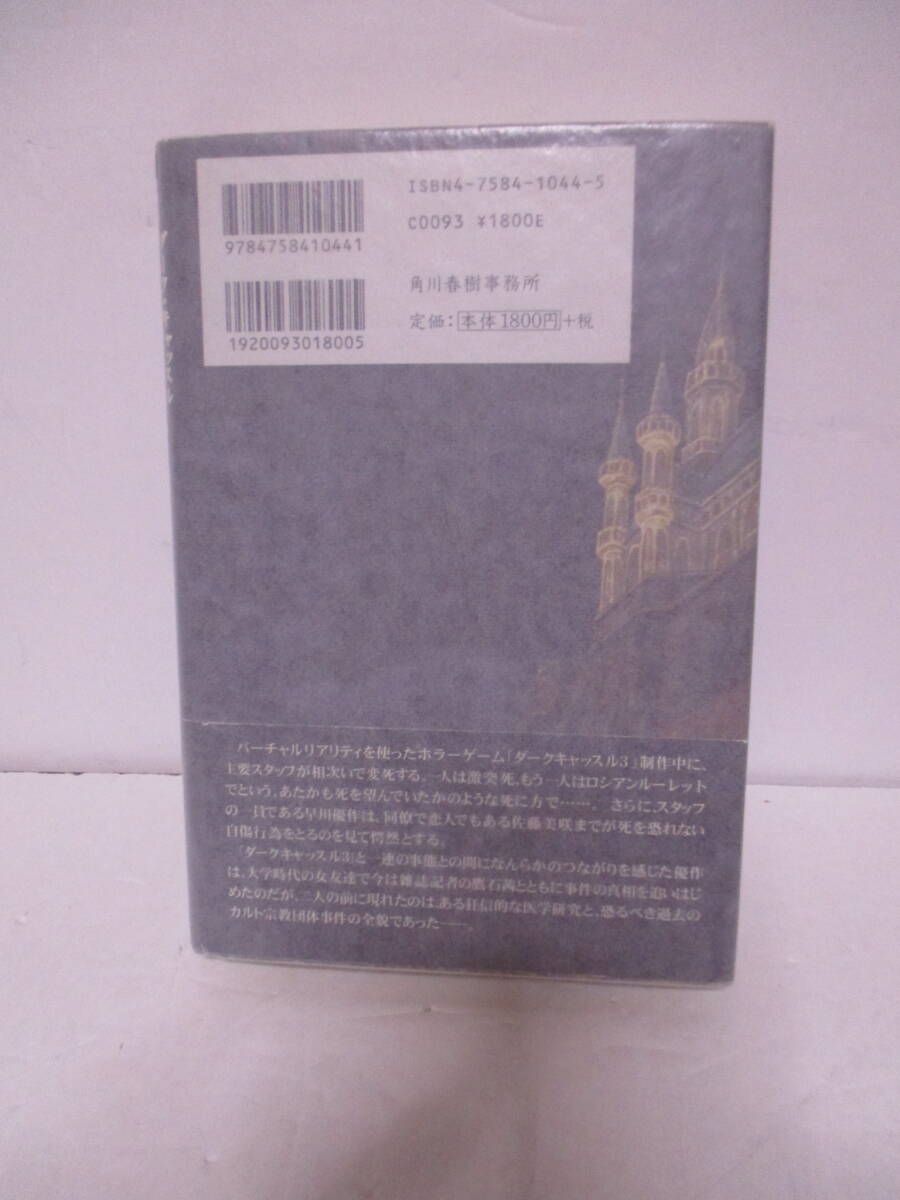 ISBN4-7584-1044-5
C0093 ¥1800E
9784758410441
角川春樹事務所
定価：本体1800円+税
1920093018005
バーチャルリアリティを使ったホラーゲーム「ダークキャッスル3」制作中に、
主要スタッフが相次いで変死する。一人は激突死、もう一人はロシアンルーレット
でという、あたかも死を望んでいたかのような死に方で……。さらに、スタッフ
の一員である早川優作は、同僚で恋人でもある佐藤美咲までが死を恐れない
自傷行為をとるのを見て愕然とする。
「ダークキャッスル3」と一連の事態との間になんらかのつながりを感じた優作
は、大学時代の女友達で今は雑誌記者の鷹石茜とともに事件の真相を追いはじ
めたのだが、二人の前に現れたのは、ある狂信的な医学研究と、恐るべき過去の
カルト宗教団体事件の全貌であった――。